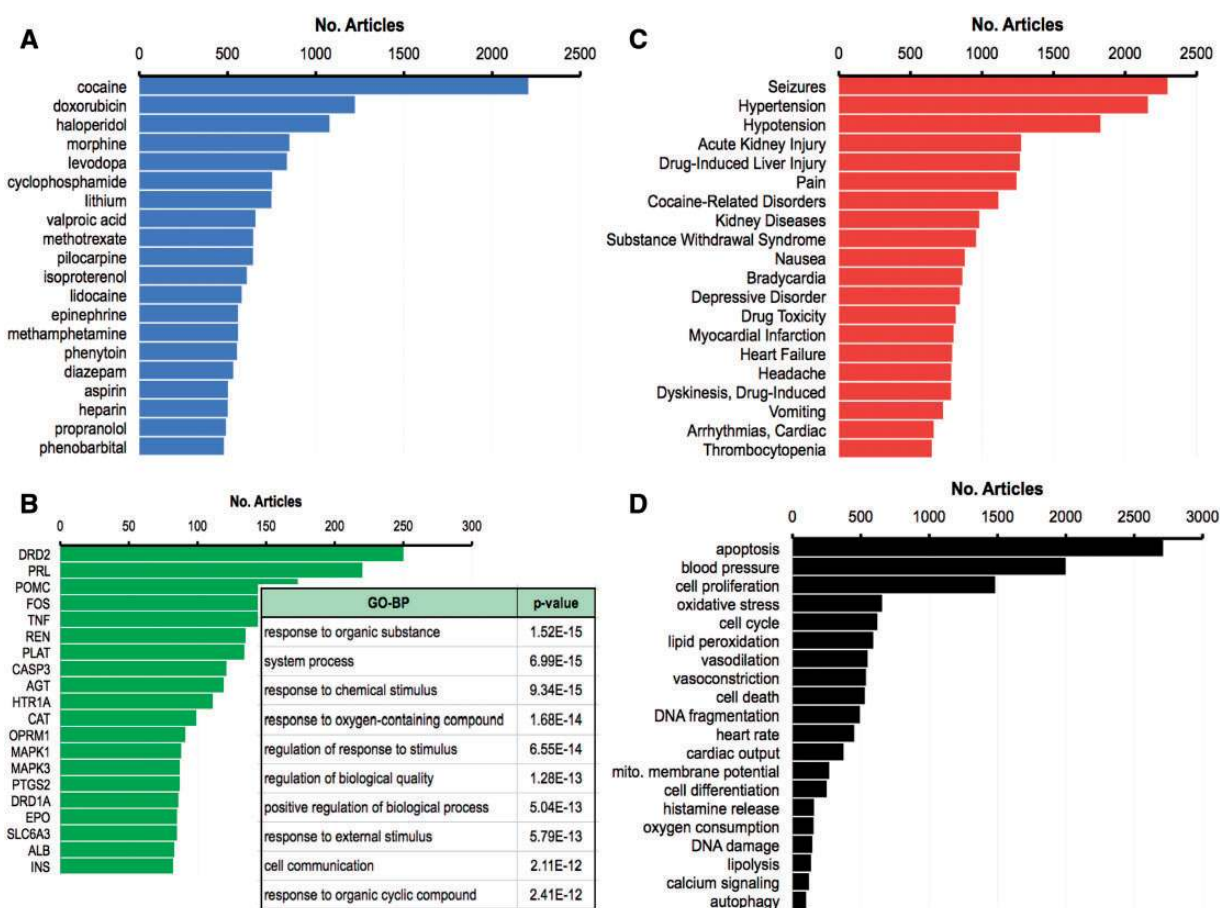 A
No. Articles
0 500 1000 1500 2000 2500
cocaine
doxorubicin
haloperidol
morphine
levodopa
cyclophosphamide
lithium
valproic acid
methotrexate
pilocarpine
isoproterenol
lidocaine
epinephrine
methamphetamine
phenytoin
diazepam
aspirin
heparin
propranolol
phenobarbital
C
No. Articles
0 500 1000 1500 2000 2500
Seizures
Hypertension
Hypotension
Acute Kidney Injury
Drug-Induced Liver Injury
Pain
Cocaine-Related Disorders
Kidney Diseases
Substance Withdrawal Syndrome
Nausea
Bradycardia
Depressive Disorder
Drug Toxicity
Myocardial Infarction
Heart Failure
Headache
Dyskinesis, Drug-Induced
Vomiting
Arrhythmias, Cardiac
Thrombocytopenia
B
No. Articles
0 50 100 150 200 250 300
DRD2
PRL
POMC
FOS
TNF
REN
PLAT
CASP3
AGT
HTR1A
CAT
OPRM1
MAPK1
MAPK3
PTGS2
DRD1A
EPO
SLC6A3
ALB
INS
GO-BP p-value
response to organic substance 1.52E-15
system process 6.99E-15
response to chemical stimulus 9.34E-15
response to oxygen-containing compound 1.68E-14
regulation of response to stimulus 6.55E-14
regulation of biological quality 1.28E-13
positive regulation of biological process 5.04E-13
response to external stimulus 5.79E-13
cell communication 2.11E-12
response to organic cyclic compound 2.41E-12
D
No. Articles
0 500 1000 1500 2000 2500 3000
apoptosis
blood pressure
cell proliferation
oxidative stress
cell cycle
lipid peroxidation
vasodilation
vasoconstriction
cell death
DNA fragmentation
heart rate
cardiac output
mito. membrane potential
cell differentiation
histamine release
oxygen consumption
DNA damage
lipolysis
calcium signaling
autophagy